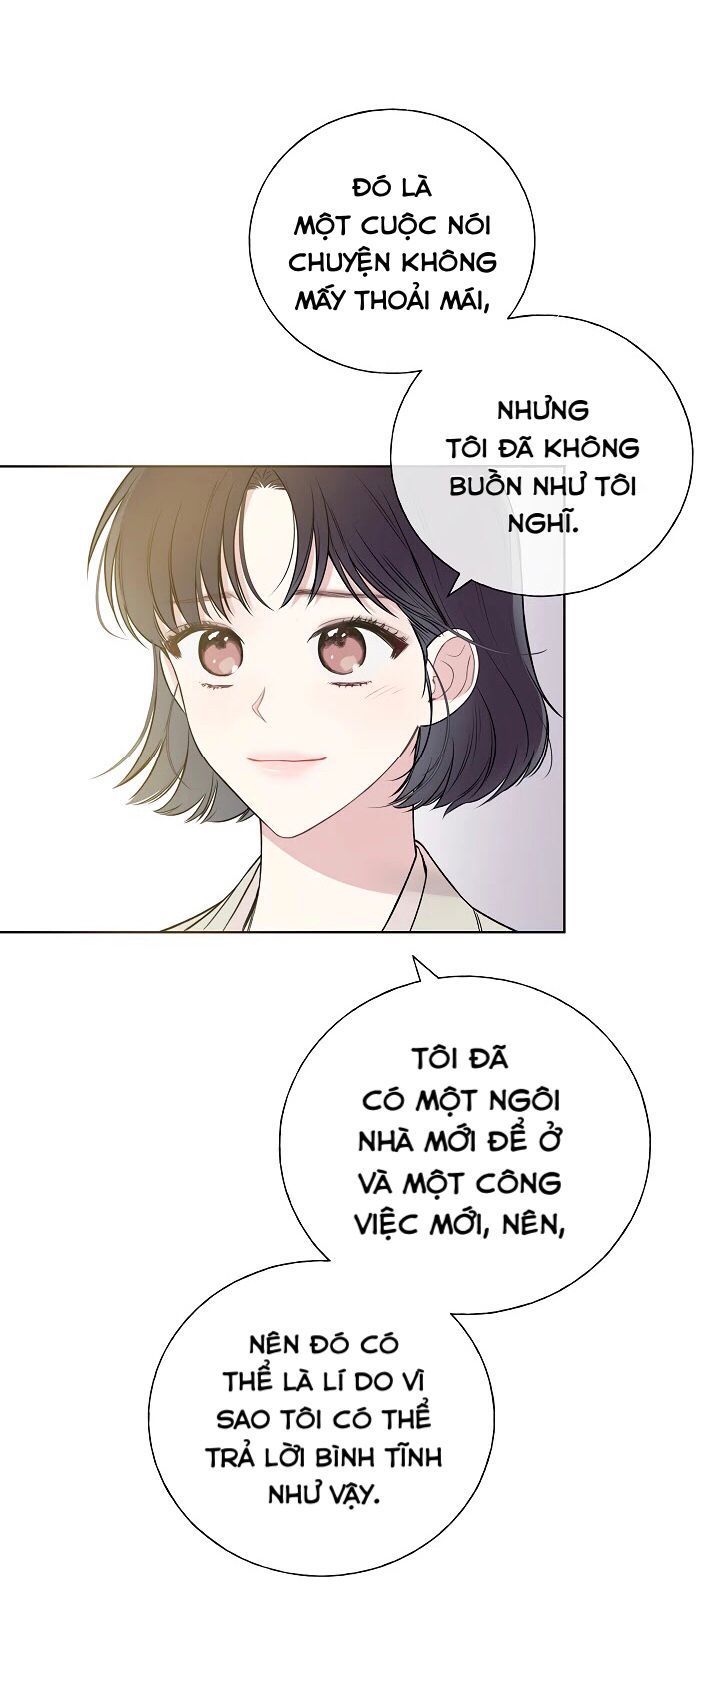 ĐÓ LÀ
MỘT CUỘC NÓI
CHUYỆN KHÔNG
MẤY THOẢI MÁI,
NHƯNG
TÔI ĐÃ KHÔNG
BUỒN NHƯ TÔI
NGHĨ.
TÔI ĐÃ
CÓ MỘT NGÔI
NHÀ MỚI ĐỂ Ở
VÀ MỘT CÔNG
VIỆC MỚI, NÊN,
NÊN ĐÓ CÓ
THỂ LÀ LÍ DO VÌ
SAO TÔI CÓ THỂ
TRẢ LỜI BÌNH TĨNH
NHƯ VẬY.